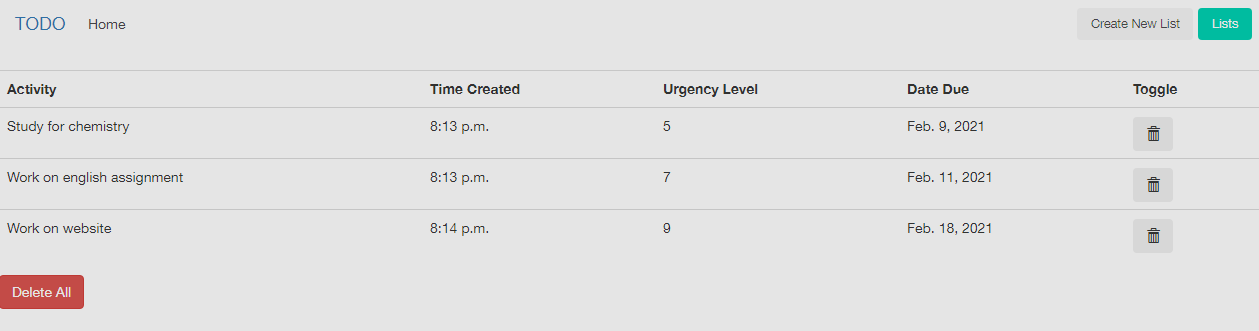 TODO Home Create New List Lists
Activity Time Created Urgency Level Date Due Toggle
Study for chemistry 8:13 p.m. 5 Feb. 9, 2021
Work on english assignment 8:13 p.m. 7 Feb. 11, 2021
Work on website 8:14 p.m. 9 Feb. 18, 2021
Delete All